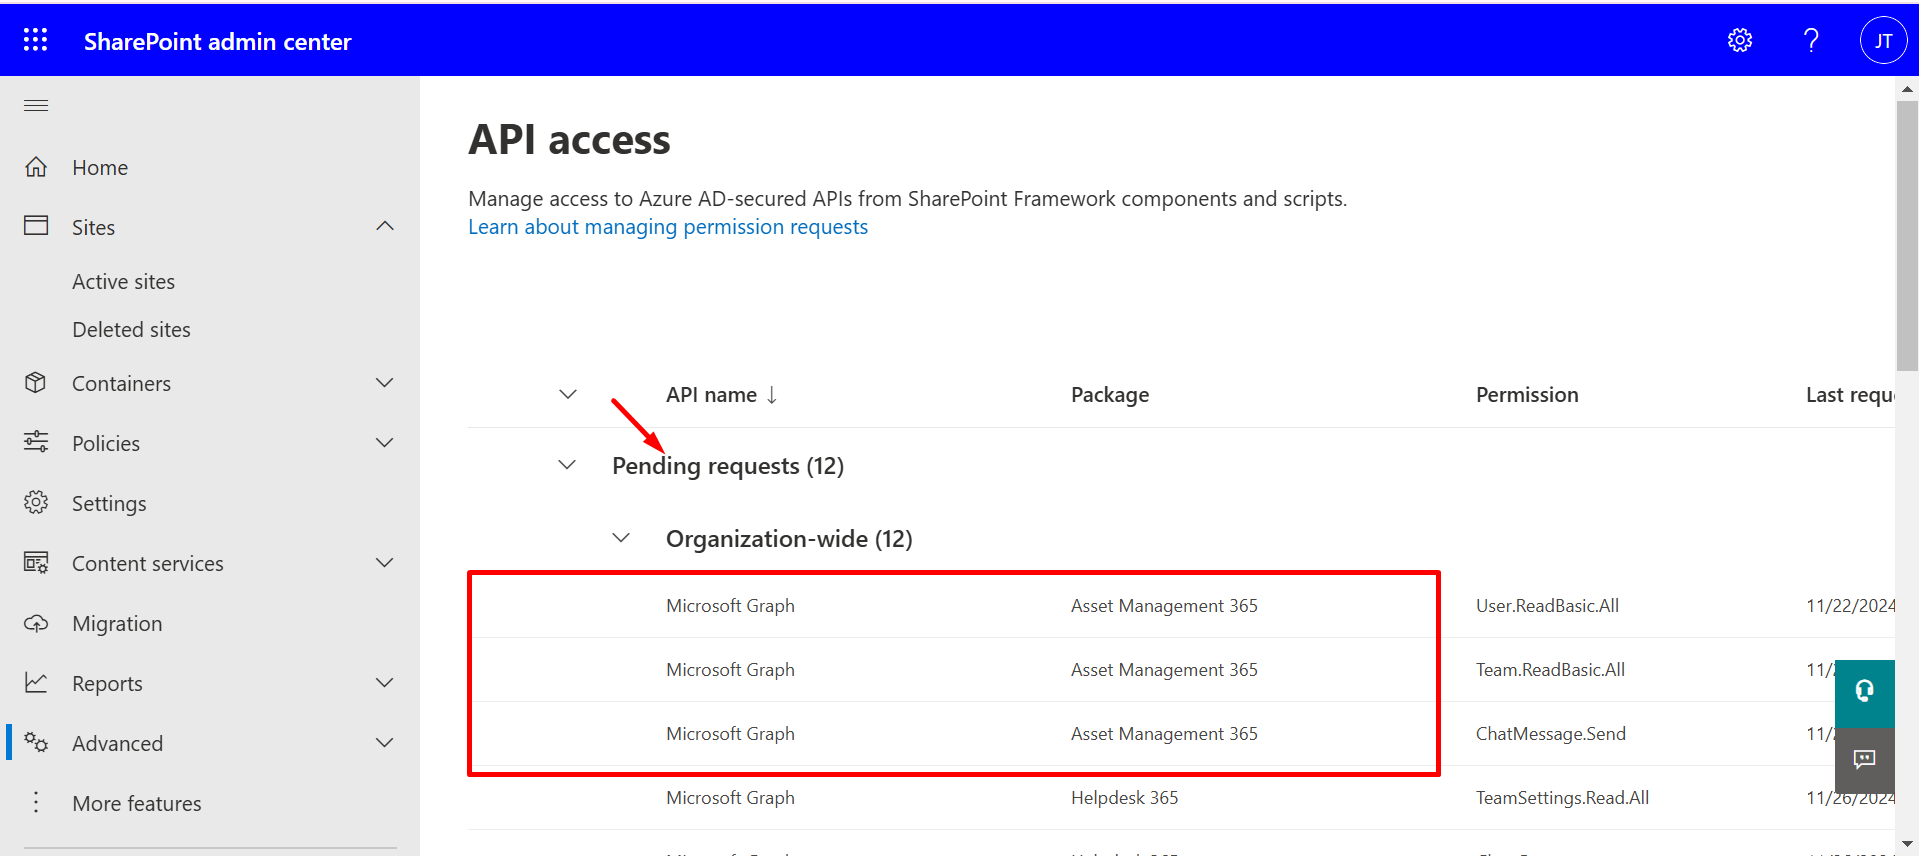 SharePoint admin center
JT
Home
Sites
Active sites
Deleted sites
Containers
Policies
Settings
Content services
Migration
Reports
Advanced
More features
API access
Manage access to Azure AD-secured APIs from SharePoint Framework components and scripts.
Learn about managing permission requests
API name ↓ Package Permission Last requ
Pending requests (12)
Organization-wide (12)
Microsoft Graph Asset Management 365 User.ReadBasic.All 11/22/2024
Microsoft Graph Asset Management 365 Team.ReadBasic.All 11/
Microsoft Graph Asset Management 365 ChatMessage.Send 11/
Microsoft Graph Helpdesk 365 TeamSettings.Read.All 11/26/2024